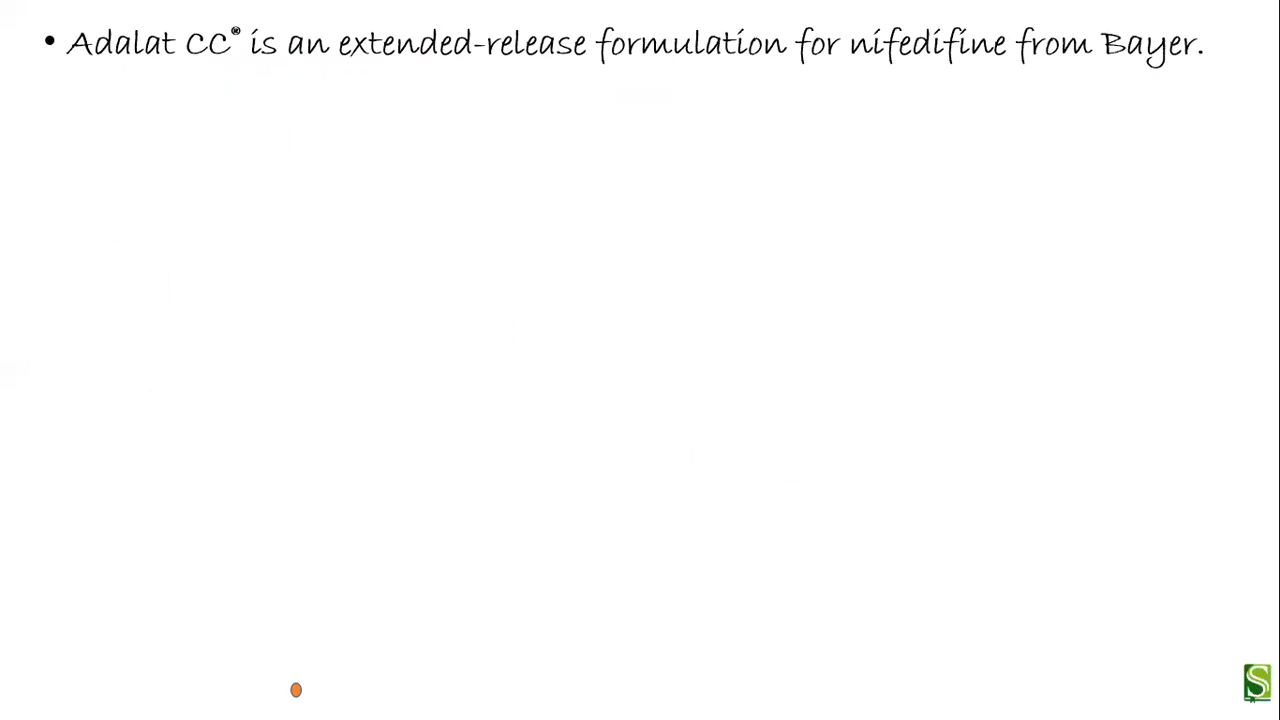 • Adalat CC® is an extended-release formulation for nifedifine from Bayer.
S